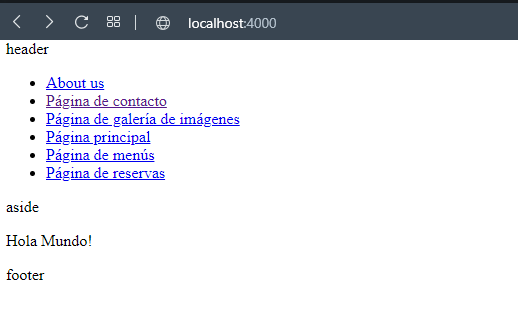 localhost:4000
header
About us
Página de contacto
Página de galería de imágenes
Página principal
Página de menús
Página de reservas
aside
Hola Mundo!
footer